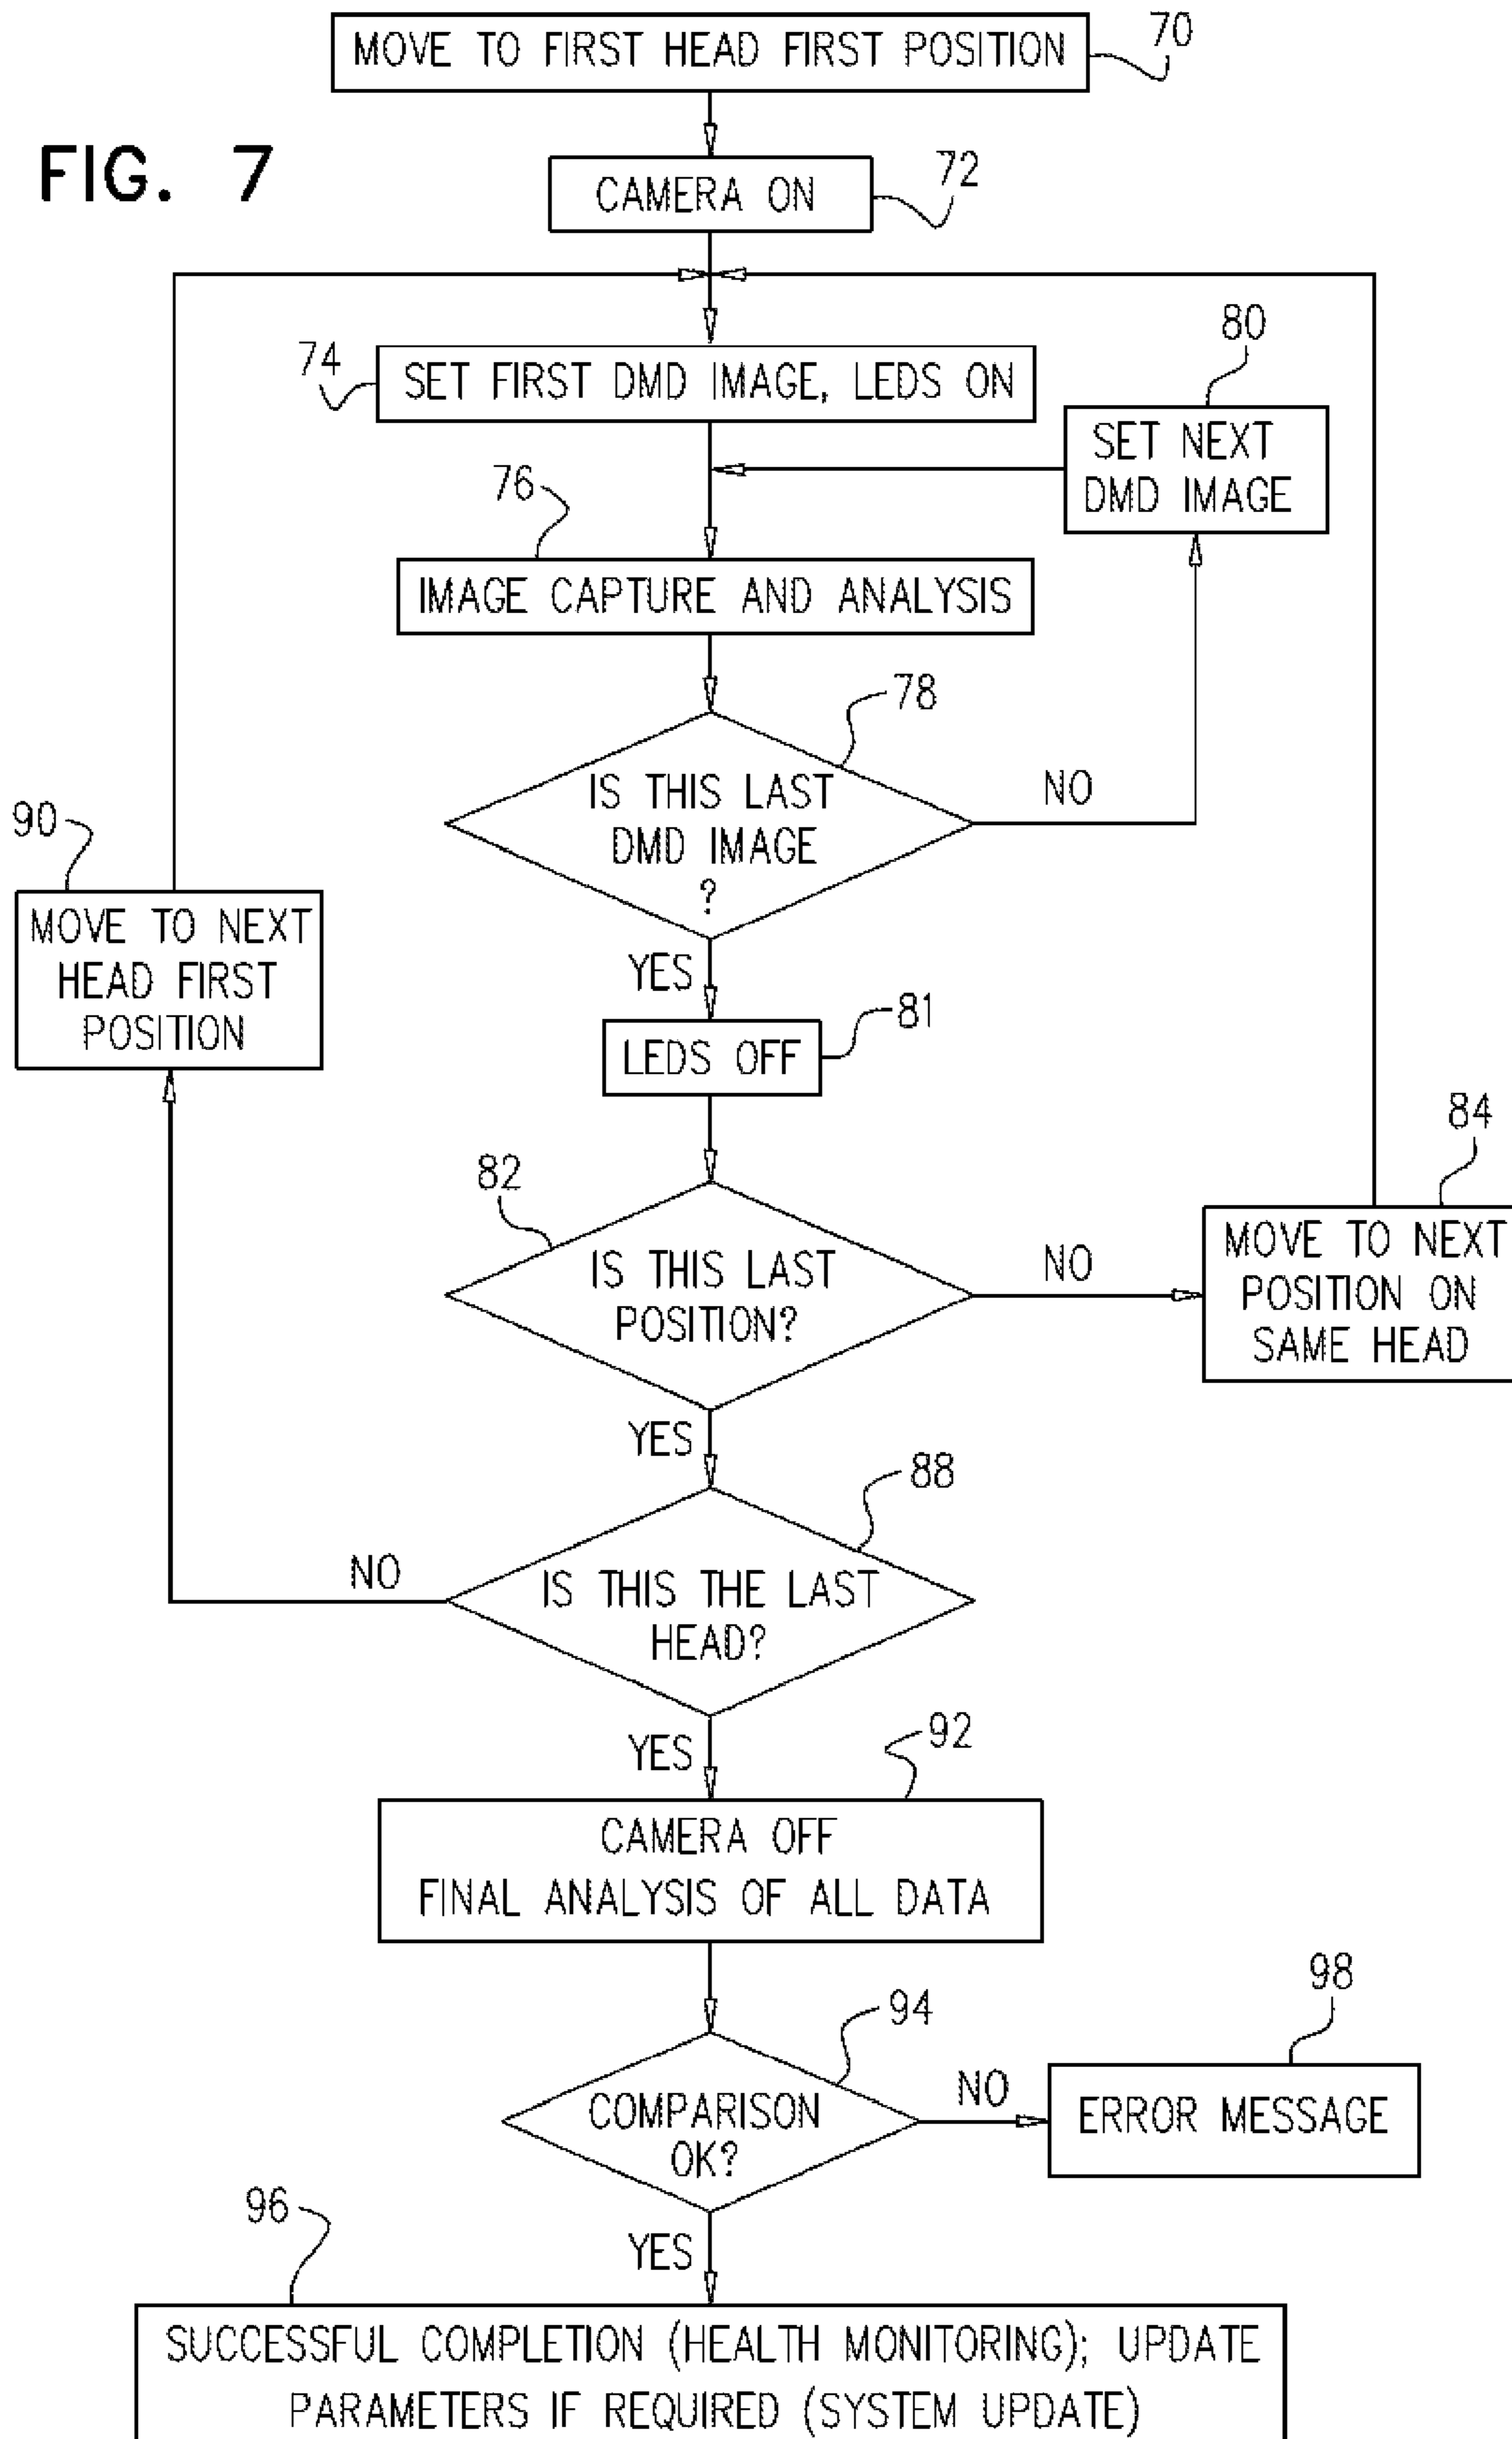 MOVE TO FIRST HEAD FIRST POSITION
70
FIG. 7
CAMERA ON
72
74
SET FIRST DMD IMAGE, LEDS ON
80
SET NEXT
DMD IMAGE
76
IMAGE CAPTURE AND ANALYSIS
78
IS THIS LAST
DMD IMAGE
?
NO
90
MOVE TO NEXT
HEAD FIRST
POSITION
YES
81
LEDS OFF
82
IS THIS LAST
POSITION?
NO
84
MOVE TO NEXT
POSITION ON
SAME HEAD
YES
88
IS THIS THE LAST
HEAD?
NO
YES
92
CAMERA OFF
FINAL ANALYSIS OF ALL DATA
94
COMPARISON
OK?
NO
98
ERROR MESSAGE
YES
96
SUCCESSFUL COMPLETION (HEALTH MONITORING); UPDATE
PARAMETERS IF REQUIRED (SYSTEM UPDATE)